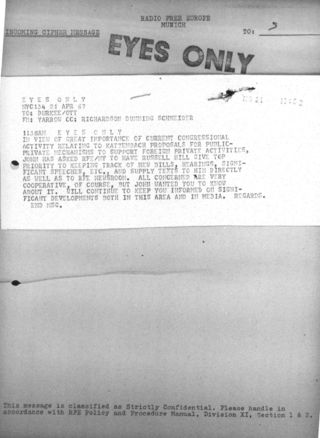 RADIO FREE EUROPE
MUNICH
INCOMING CIPHER MESSAGE
TO: 3
EYES ONLY
EYES ONLY
NYC134 21 APR 67
TO: DURKEE/OTT
FM: YARROW CC: RICHARDSON DUNNING SCHNEIDER
1138AM EYES ONLY
IN VIEW OF GREAT IMPORTANCE OF CURRENT CONGRESSIONAL
ACTIVITY RELATING TO KATZENBACH PROPOSALS FOR PUBLIC-
PRIVATE MECHANISMS TO SUPPORT FOREIGN PRIVATE ACTIVITIES,
JOHN HAS ASKED RFE/NY TO HAVE RUSSELL HILL GIVE TOP
PRIORITY TO KEEPING TRACK OF NEW BILLS, HEARINGS, SIGNI-
FICANT SPEECHES, ETC., AND SUPPLY TEXTS TO HIM DIRECTLY
AS WELL AS TO RFE NEWSROOM. ALL CONCERNED ARE VERY
COOPERATIVE, OF COURSE, BUT JOHN WANTED YOU TO KNOW
ABOUT IT. WILL CONTINUE TO KEEP YOU INFORMED ON SIGNI-
FICANT DEVELOPMENTS BOTH IN THIS AREA AND IN MEDIA. REGARDS.
END MSG.
This message is classified as Strictly Confidential. Please handle in
accordance with RFE Policy and Procedure Manual, Division XI, Section 1 & 2.